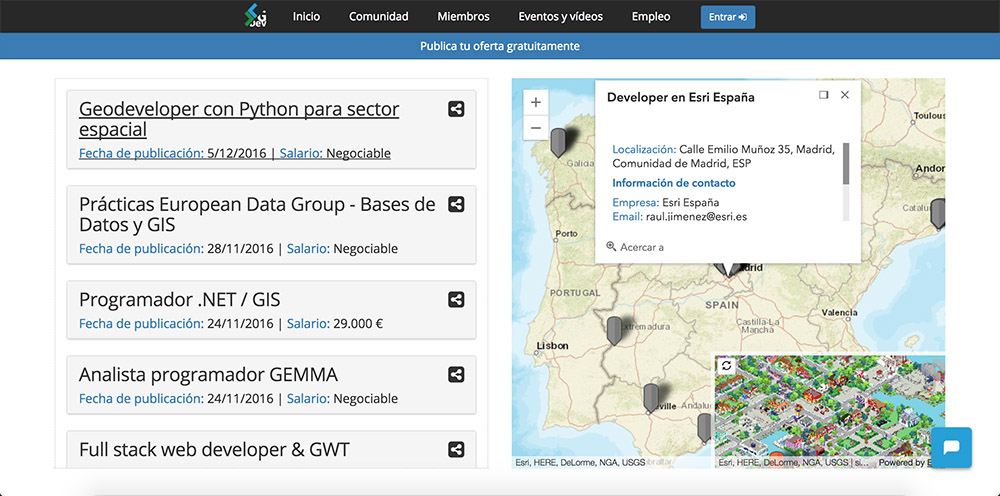 GDev
Inicio
Comunidad
Miembros
Eventos y vídeos
Empleo
Entrar
Publica tu oferta gratuitamente
Geodeveloper con Python para sector
espacial
Fecha de publicación: 5/12/2016 | Salario: Negociable
Prácticas European Data Group - Bases de
Datos y GIS
Fecha de publicación: 28/11/2016 | Salario: Negociable
Programador .NET / GIS
Fecha de publicación: 24/11/2016 | Salario: 29.000 €
Analista programador GEMMA
Fecha de publicación: 24/11/2016 | Salario: Negociable
Full stack web developer & GWT
+
−
Developer en Esri España
Localización: Calle Emilio Muñoz 35, Madrid,
Comunidad de Madrid, ESP
Información de contacto
Empresa: Esri España
Email: raul.jimenez@esri.es
Acercar a
Toulous
Andor
Galicia
Catalu
Porto
drid
PORTUGAL
SPAIN
Castilla-La
Mancha
Valencia
Extremadura
Lisbon
ville
Andaluc
Gibraltar
Esri, HERE, DeLorme, NGA, USGS
Esri, HERE, DeLorme, NGA, USGS | si...
Powered by E